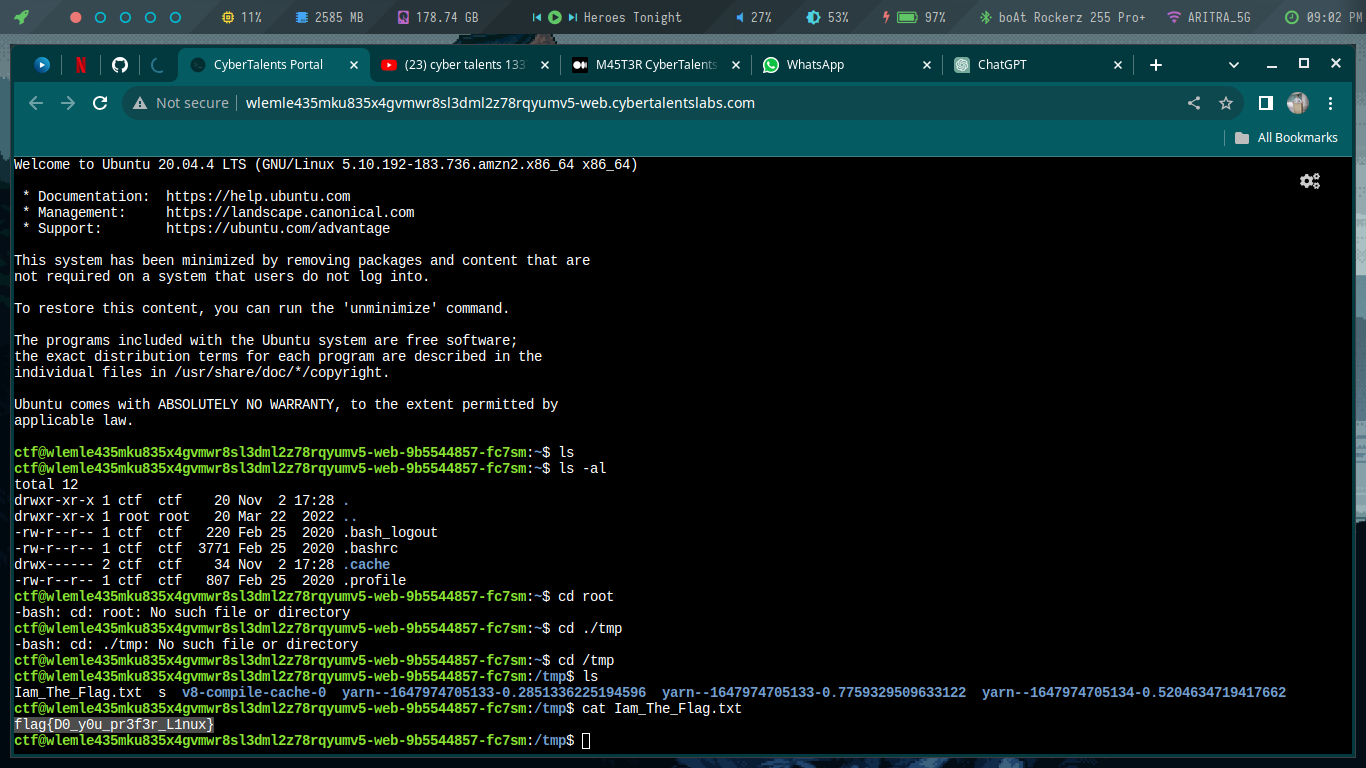 11% 2585 MB 178.74 GB Heroes Tonight 27% 53% 97% boAt Rockerz 255 Pro+ ARITRA_5G 09:02 PM
CyberTalents Portal (23) cyber talents 133 M45T3R CyberTalents WhatsApp ChatGPT
Not secure wlemle435mku835x4gvmwr8sl3dml2z78rqyumv5-web.cybertalentslabs.com
All Bookmarks
Welcome to Ubuntu 20.04.4 LTS (GNU/Linux 5.10.192-183.736.amzn2.x86_64 x86_64)
* Documentation:  https://help.ubuntu.com
* Management:     https://landscape.canonical.com
* Support:        https://ubuntu.com/advantage
This system has been minimized by removing packages and content that are
not required on a system that users do not log into.
To restore this content, you can run the 'unminimize' command.
The programs included with the Ubuntu system are free software;
the exact distribution terms for each program are described in the
individual files in /usr/share/doc/*/copyright.
Ubuntu comes with ABSOLUTELY NO WARRANTY, to the extent permitted by
applicable law.
ctf@wlemle435mku835x4gvmwr8sl3dml2z78rqyumv5-web-9b5544857-fc7sm:~$ ls
ctf@wlemle435mku835x4gvmwr8sl3dml2z78rqyumv5-web-9b5544857-fc7sm:~$ ls -al
total 12
drwxr-xr-x 1 ctf  ctf    20 Nov  2 17:28 .
drwxr-xr-x 1 root root   20 Mar 22  2022 ..
-rw-r--r-- 1 ctf  ctf   220 Feb 25  2020 .bash_logout
-rw-r--r-- 1 ctf  ctf  3771 Feb 25  2020 .bashrc
drwx------ 2 ctf  ctf    34 Nov  2 17:28 .cache
-rw-r--r-- 1 ctf  ctf   807 Feb 25  2020 .profile
ctf@wlemle435mku835x4gvmwr8sl3dml2z78rqyumv5-web-9b5544857-fc7sm:~$ cd root
-bash: cd: root: No such file or directory
ctf@wlemle435mku835x4gvmwr8sl3dml2z78rqyumv5-web-9b5544857-fc7sm:~$ cd ./tmp
-bash: cd: ./tmp: No such file or directory
ctf@wlemle435mku835x4gvmwr8sl3dml2z78rqyumv5-web-9b5544857-fc7sm:~$ cd /tmp
ctf@wlemle435mku835x4gvmwr8sl3dml2z78rqyumv5-web-9b5544857-fc7sm:/tmp$ ls
Iam_The_Flag.txt  s  v8-compile-cache-0  yarn--1647974705133-0.2851336225194596  yarn--1647974705133-0.7759329509633122  yarn--1647974705134-0.5204634719417662
ctf@wlemle435mku835x4gvmwr8sl3dml2z78rqyumv5-web-9b5544857-fc7sm:/tmp$ cat Iam_The_Flag.txt
flag{D0_y0u_pr3f3r_L1nux}
ctf@wlemle435mku835x4gvmwr8sl3dml2z78rqyumv5-web-9b5544857-fc7sm:/tmp$